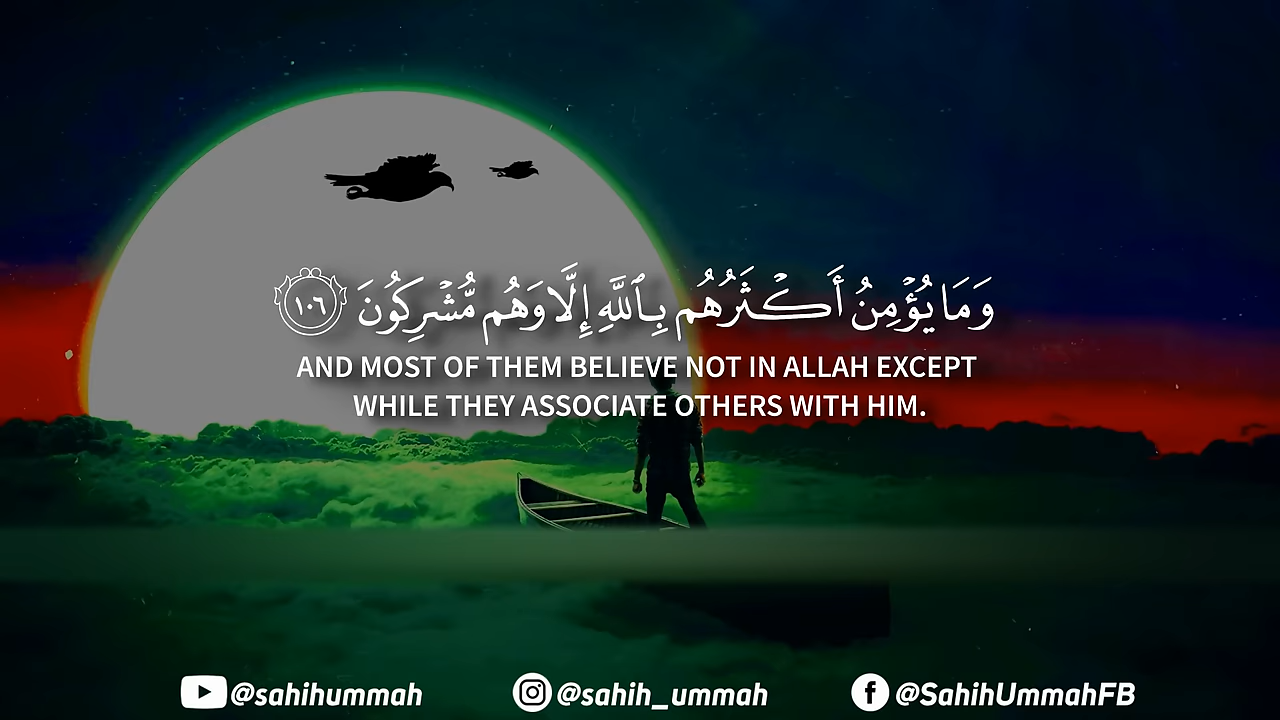 وَمَا يُؤْمِنُ أَكْثَرُهُم بِٱللَّهِ إِلَّا وَهُم مُّشْرِكُونَ ١٠٦
AND MOST OF THEM BELIEVE NOT IN ALLAH EXCEPT
WHILE THEY ASSOCIATE OTHERS WITH HIM.
@sahihummah @sahih_ummah @SahihUmmahFB